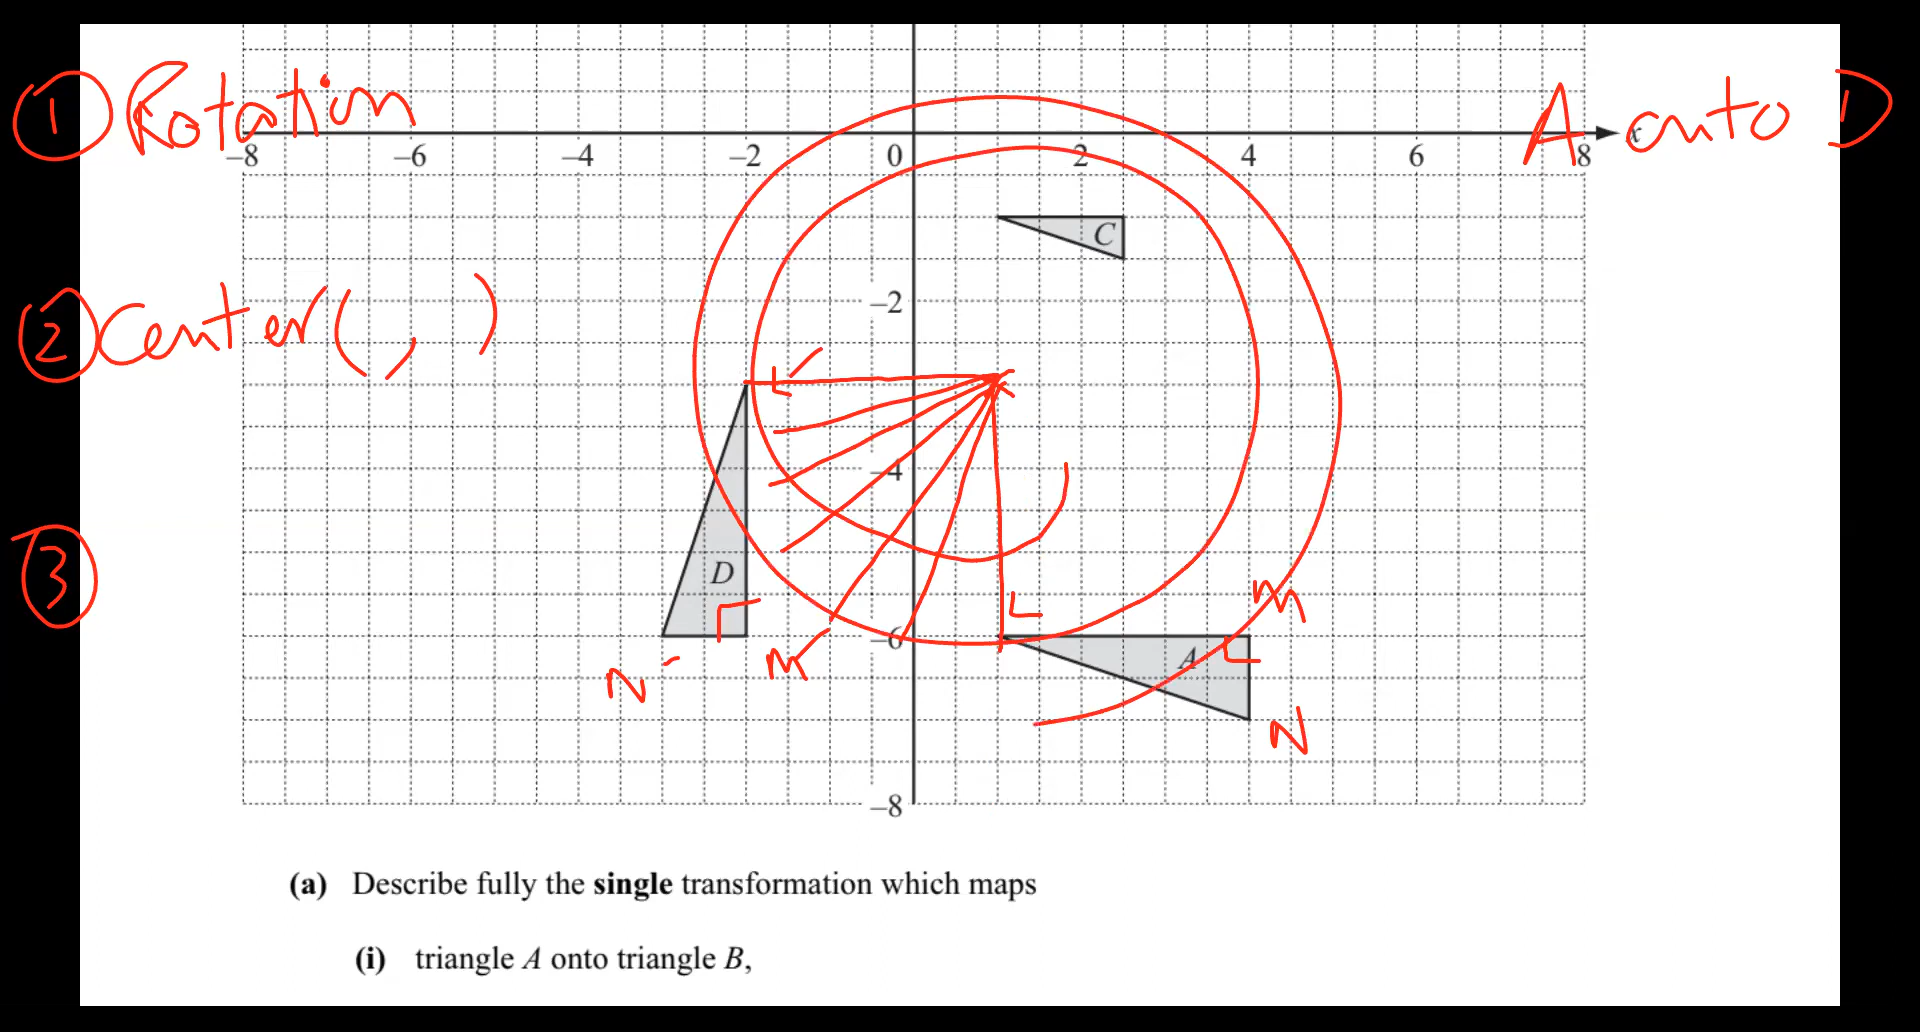 ① Rotation
A onto D
-8 -6 -4 -2 0 2 4 6 8 x
C
② Center( , )
-2
-4
D
m
③
-6
A
N M
N
-8
(a) Describe fully the single transformation which maps
(i) triangle A onto triangle B,